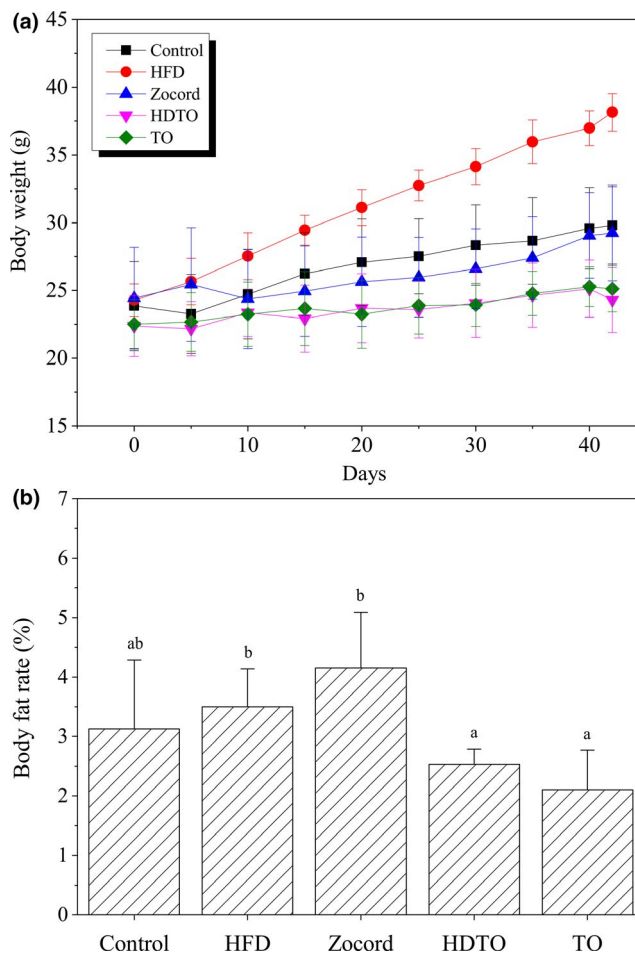 (a)
Control
HFD
Zocord
HDTO
TO
45
40
35
30
25
20
15
Body weight (g)
0 10 20 30 40
Days
(b)
7
6
5
4
3
2
1
0
Body fat rate (%)
ab b b a a
Control HFD Zocord HDTO TO